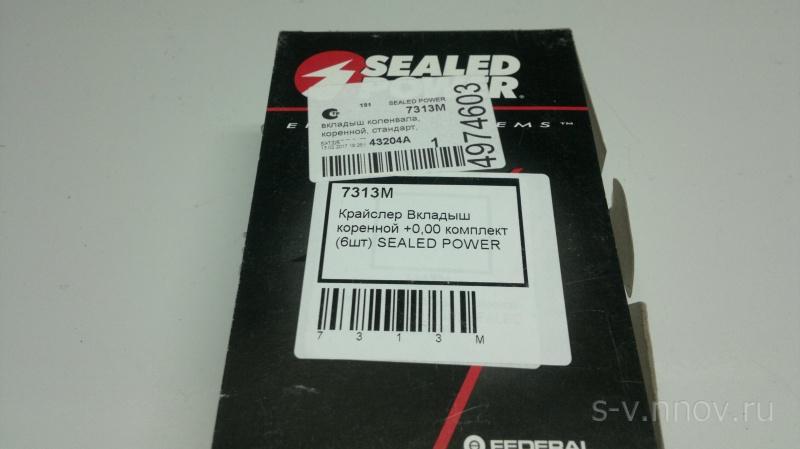 SEALED
POWER®
191 SEALED POWER
7313M
вкладыш коленвала,
коренной, стандарт,
43204A 1
4974603
7313M
Крайслер Вкладыш
коренной +0,00 комплект
(6шт) SEALED POWER
7 3 1 3 M
FEDERAL
s-v.nnov.ru